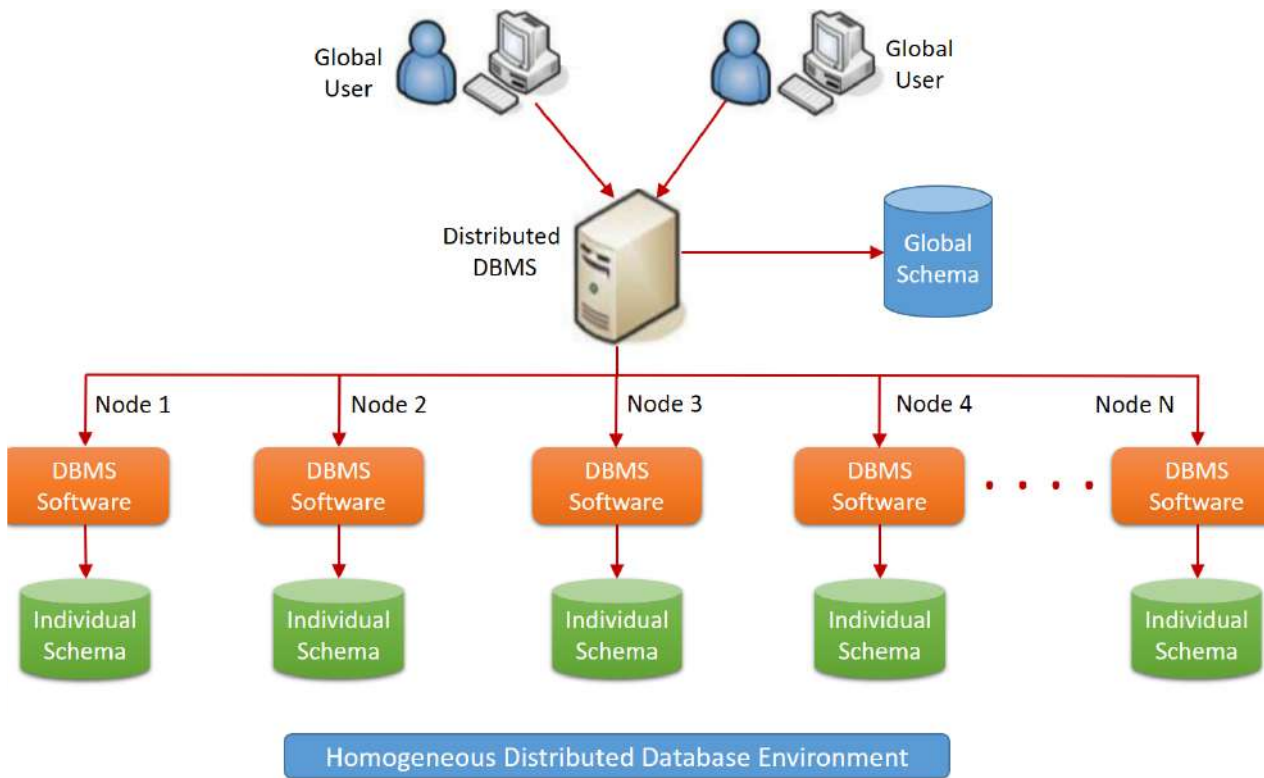 Global
User
Global
User
Distributed
DBMS
Global
Schema
Node 1
Node 2
Node 3
Node 4
Node N
DBMS
Software
DBMS
Software
DBMS
Software
DBMS
Software
DBMS
Software
Individual
Schema
Individual
Schema
Individual
Schema
Individual
Schema
Individual
Schema
Homogeneous Distributed Database Environment